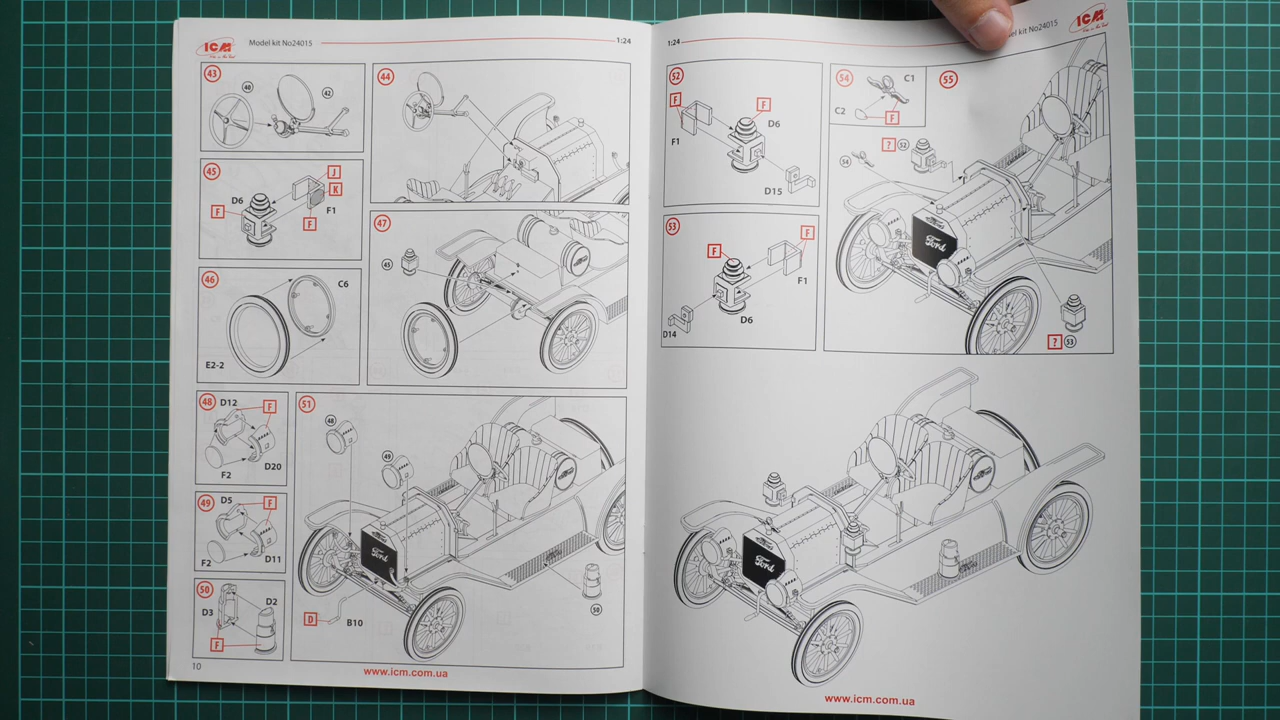 ICM
Model kit No24015
1:24
43
40
42
44
45
D6
J
K
F
F
F1
46
C6
E2-2
47
45
48
D12
F
F2
D20
49
D5
F
F2
D11
50
D3
D2
F
51
48
49
Ford
D
B10
50
10
www.icm.com.ua
1:24
kit No24015
ICM
52
F
F
D6
F1
D15
53
F
F
F1
D6
D14
54
C1
C2
F
55
?
52
54
Ford
?
53
Ford
www.icm.com.ua